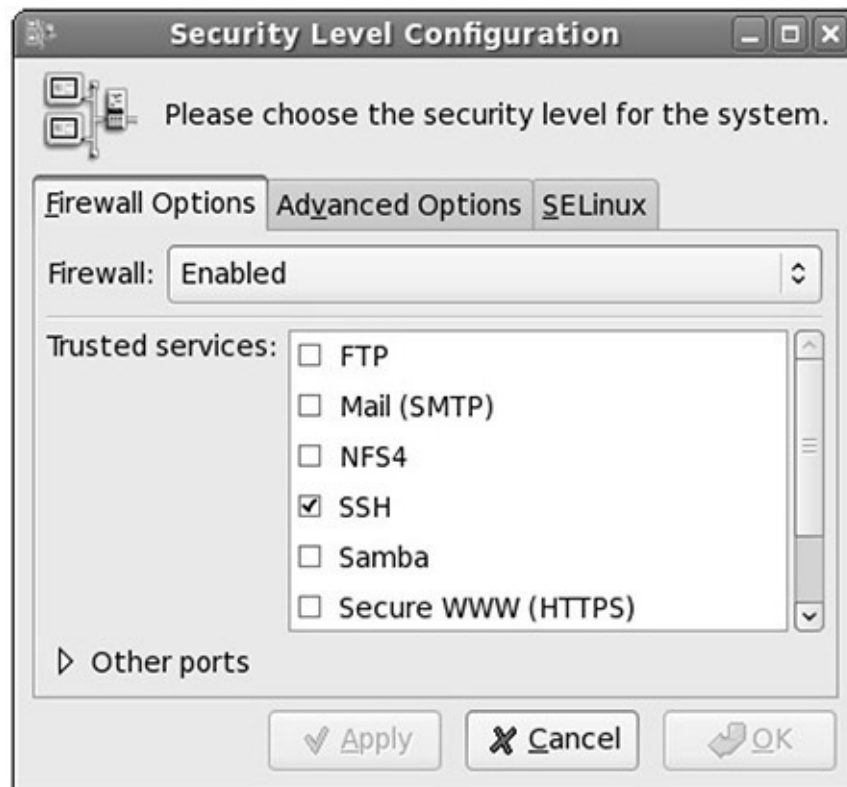 Security Level Configuration
Please choose the security level for the system.
Firewall Options Advanced Options SELinux
Firewall: Enabled
Trusted services:
FTP
Mail (SMTP)
NFS4
SSH
Samba
Secure WWW (HTTPS)
Other ports
Apply Cancel OK